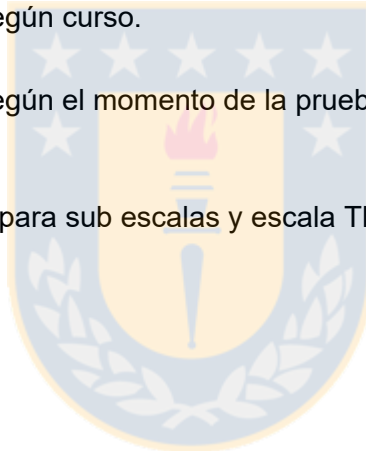 egún curso.
egún el momento de la prueb
para sub escalas y escala